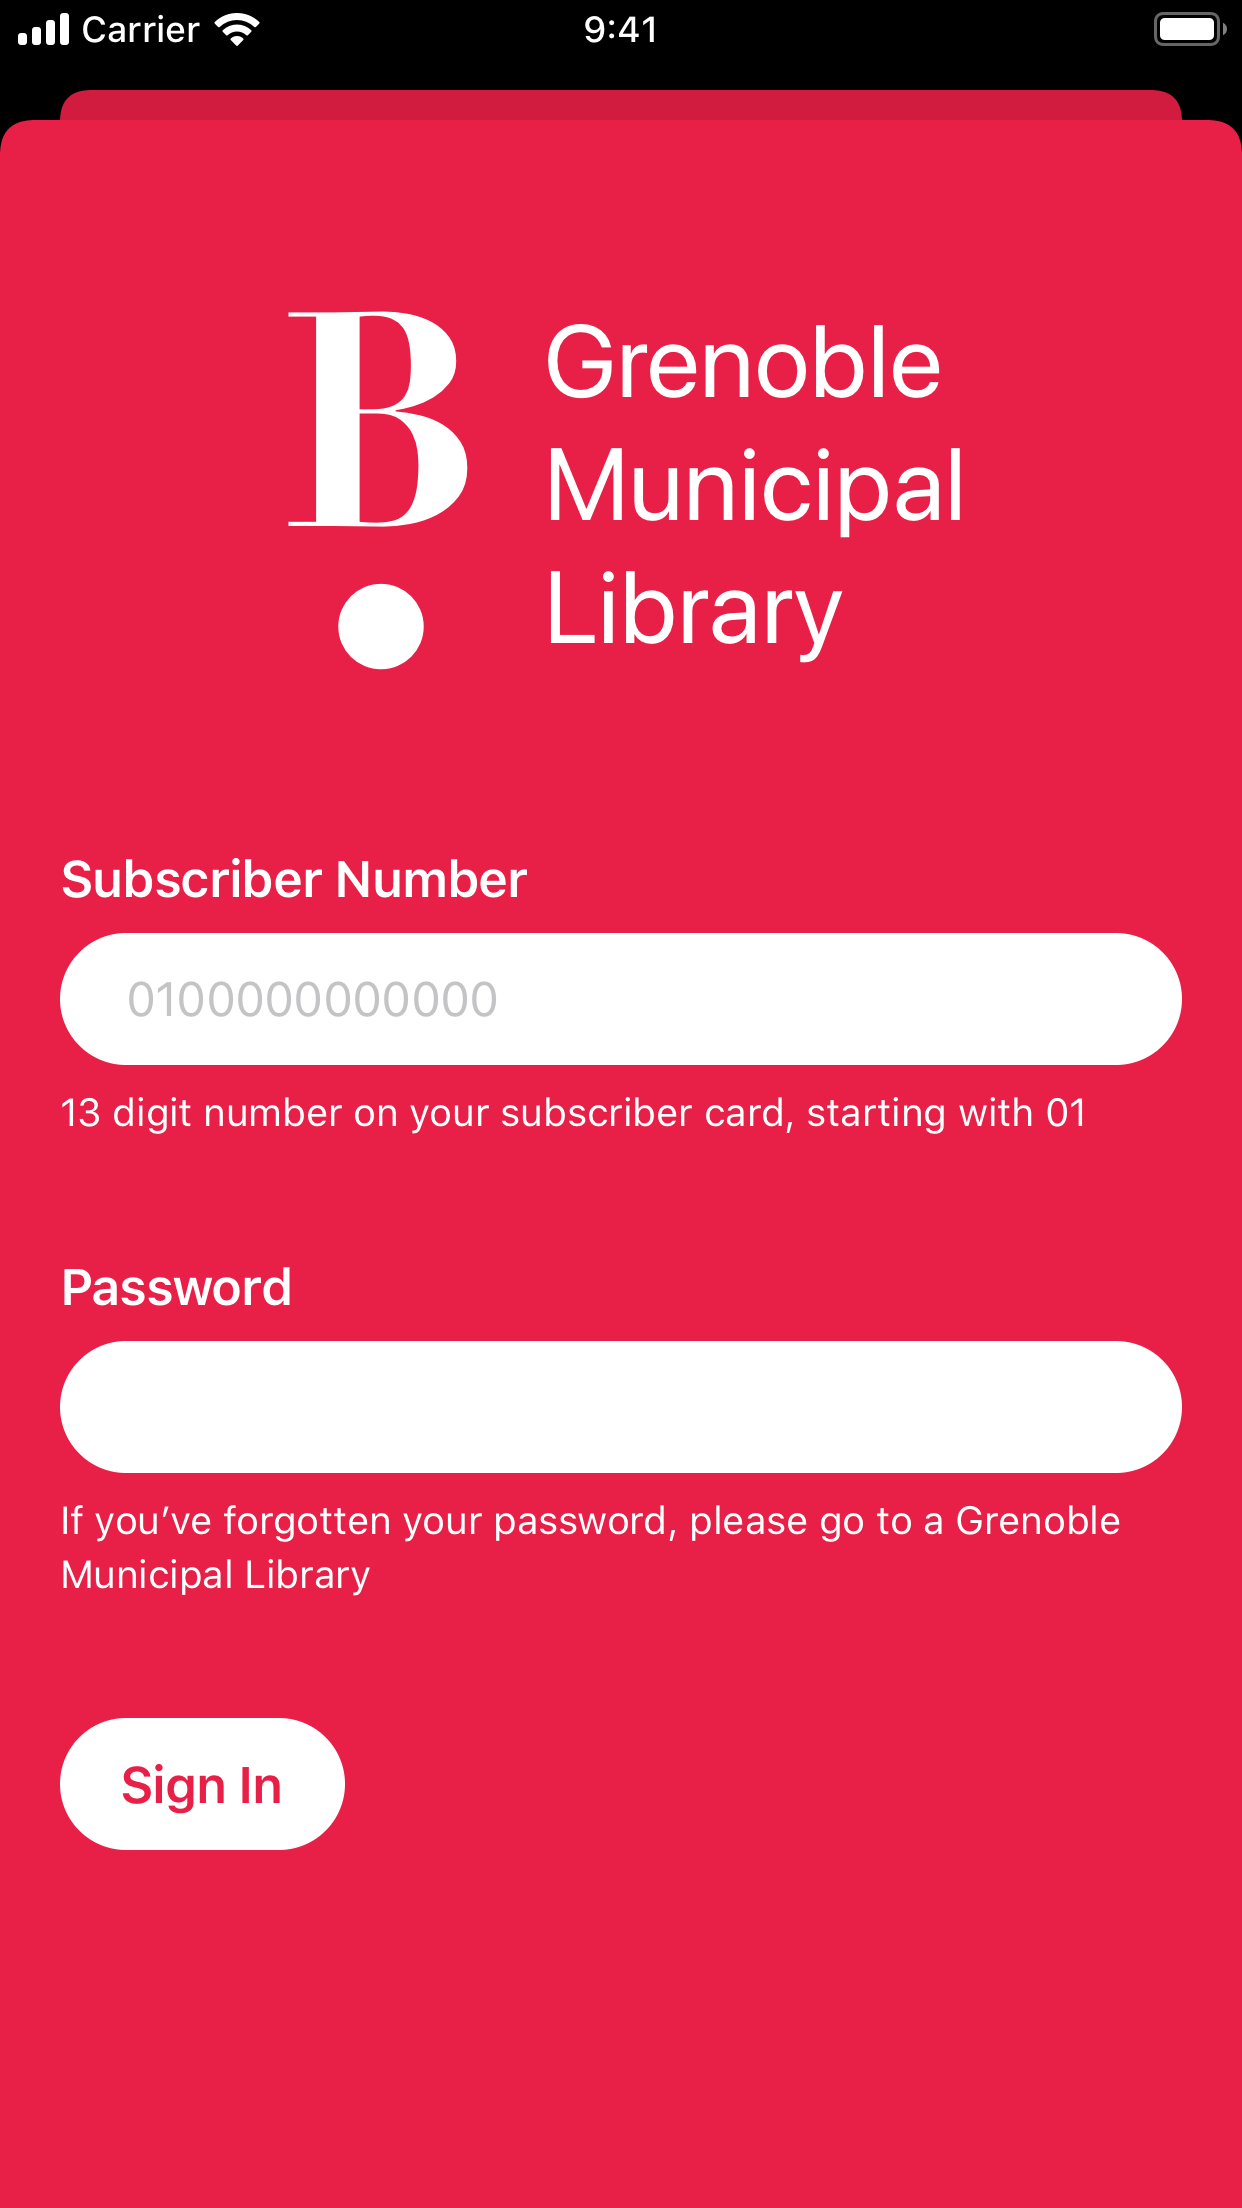 Carrier 9:41
B
Grenoble
Municipal
Library
Subscriber Number
0100000000000
13 digit number on your subscriber card, starting with 01
Password
If you’ve forgotten your password, please go to a Grenoble
Municipal Library
Sign In